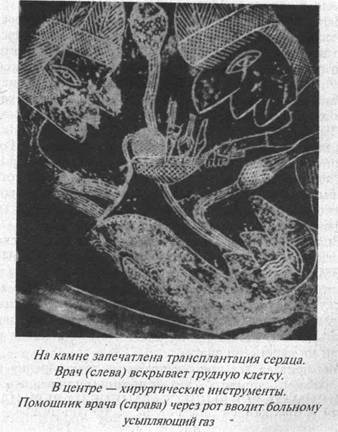 На камне запечатлена трансплантация сердца.
Врач (слева) вскрывает грудную клетку.
В центре — хирургические инструменты.
Помощник врача (справа) через рот вводит больному
усыпляющий газ